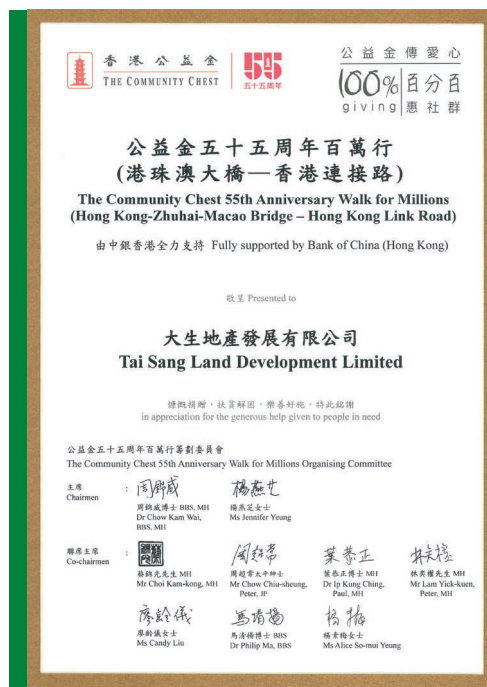 香港公益金
THE COMMUNITY CHEST
55
五十五周年
公益金傳愛心
100% 百分百
giving 惠社群
公益金五十五周年百萬行
(港珠澳大橋—香港連接路)
The Community Chest 55th Anniversary Walk for Millions
(Hong Kong-Zhuhai-Macao Bridge – Hong Kong Link Road)
由中銀香港全力支持 Fully supported by Bank of China (Hong Kong)
敬呈 Presented to
大生地產發展有限公司
Tai Sang Land Development Limited
慷慨捐贈，扶貧解困，樂善好施，特此銘謝
in appreciation for the generous help given to people in need
公益金五十五周年百萬行籌劃委員會
The Community Chest 55th Anniversary Walk for Millions Organising Committee
主席
Chairmen
:
周錦威博士 BBS, MH
Dr Chow Kam Wai,
BBS, MH
楊燕芝女士
Ms Jennifer Yeung
聯席主席
Co-chairmen
:
蔡錦光先生 MH
Mr Choi Kam-kong, MH
周超常太平紳士
Mr Chow Chiu-sheung,
Peter, JP
葉恭正博士 MH
Dr Ip Kung Ching,
Paul, MH
林奕權先生 MH
Mr Lam Yick-kuen,
Peter, MH
廖齡儀女士
Ms Candy Liu
馬清揚博士 BBS
Dr Philip Ma, BBS
楊素梅女士
Ms Alice So-mui Yeung